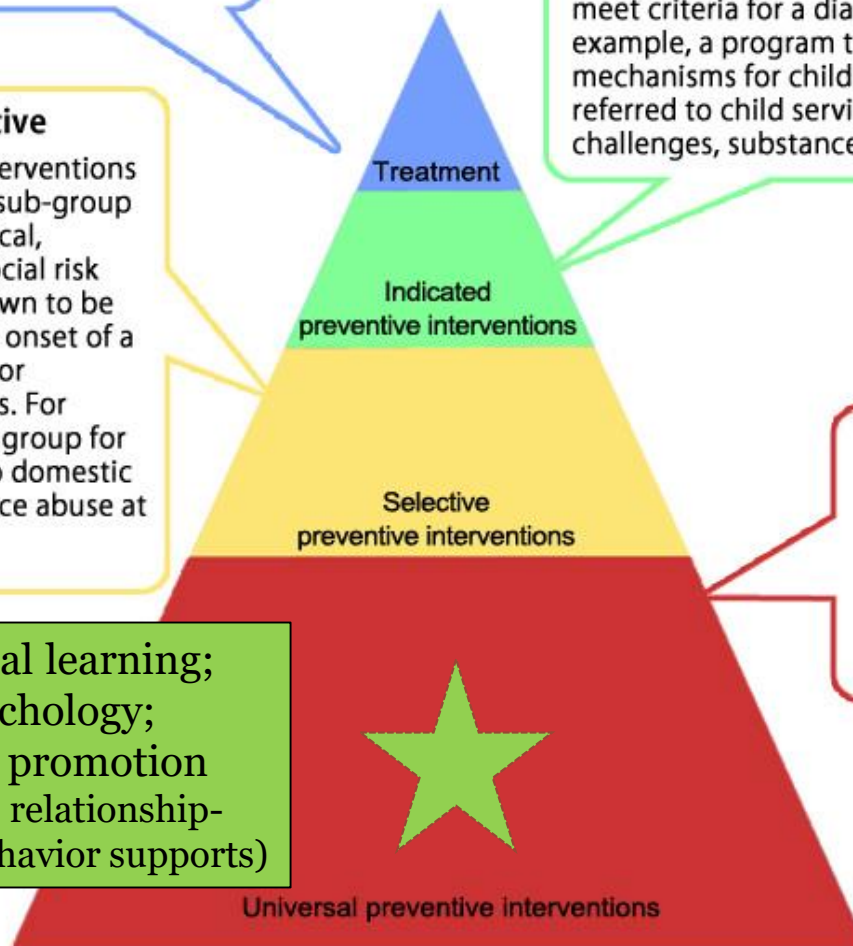 meet criteria for a dia
example, a program t
mechanisms for child
referred to child servi
challenges, substance
tive
erventions
sub-group
cal,
cial risk
wn to be
onset of a
or
s. For
group for
o domestic
ce abuse at
Treatment
Indicated
preventive interventions
Selective
preventive interventions
al learning;
chology;
promotion
relationship-
havior supports)
Universal preventive interventions